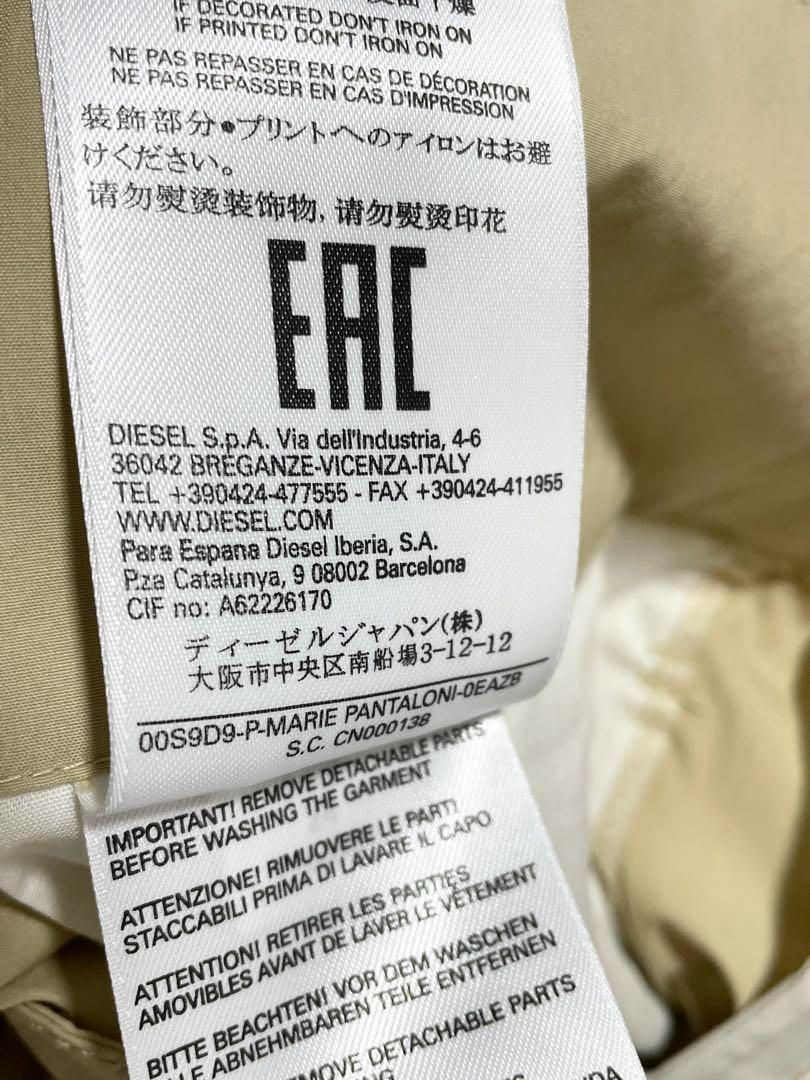 IF DECORATED DON'T IRON ON
IF PRINTED DON'T IRON ON
NE PAS REPASSER EN CAS DE DÉCORATION
NE PAS REPASSER EN CAS D'IMPRESSION
装飾部分●プリントへのアイロンはお避
けください。
请勿熨烫装饰物,请勿熨烫印花
EAC
DIESEL S.p.A. Via dell'Industria, 4-6
36042 BREGANZE-VICENZA-ITALY
TEL +390424-477555 - FAX +390424-411955
WWW.DIESEL.COM
Para Espana Diesel Iberia, S.A.
P.za Catalunya, 9 08002 Barcelona
CIF no: A62226170
ディーゼルジャパン(株)
大阪市中央区南船場3-12-12
00S9D9-P-MARIE PANTALONI-0EAZB
S.C. CN000138
IMPORTANT! REMOVE DETACHABLE PARTS
BEFORE WASHING THE GARMENT
ATTENZIONE! RIMUOVERE LE PARTI
STACCABILI PRIMA DI LAVARE IL CAPO
ATTENTION! RETIRER LES PARTIES
AMOVIBLES AVANT DE LAVER LE VÊTEMENT
BITTE BEACHTEN! VOR DEM WASCHEN
ABNEHMBAREN TEILE ENTFERNEN
DETACHABLE PARTS